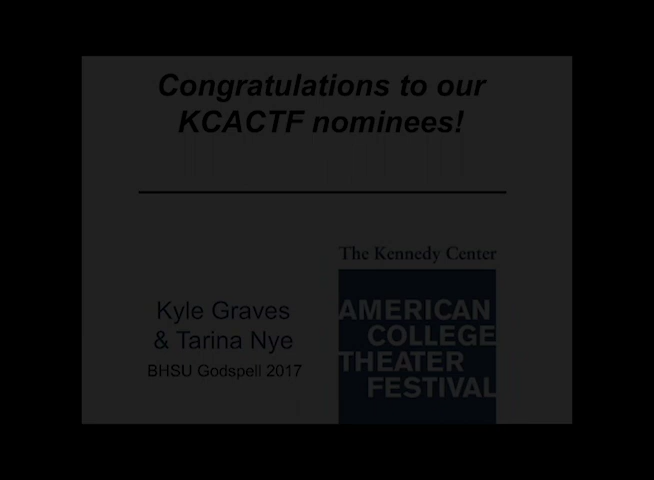 Congratulations to our
KCACTF nominees!
The Kennedy Center
AMERICAN
COLLEGE
THEATER
FESTIVAL
Kyle Graves
& Tarina Nye
BHSU Godspell 2017